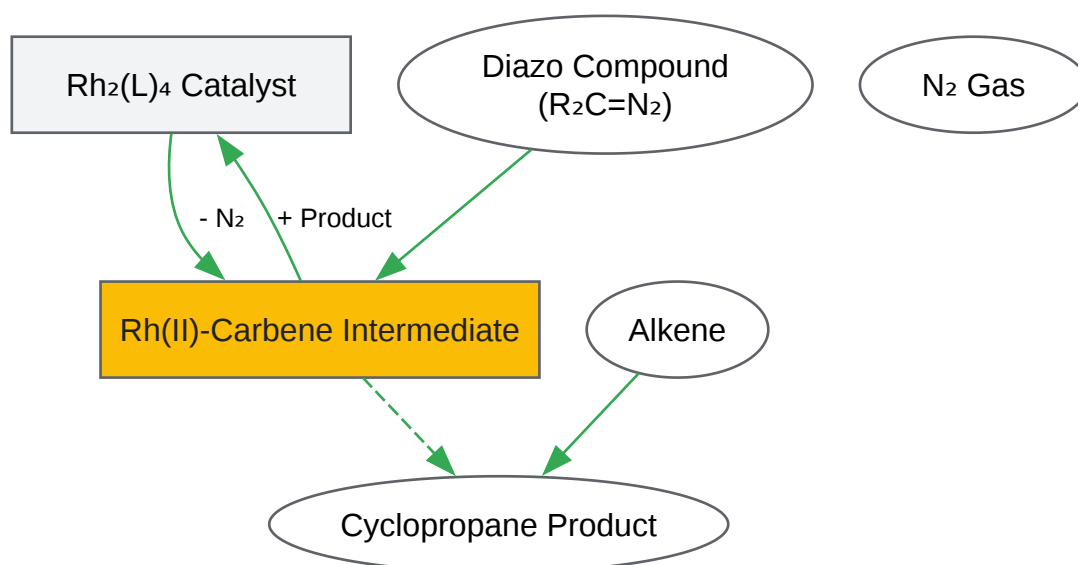 Rh₂(L)₄ Catalyst
Diazo Compound
(R₂C=N₂)
N₂ Gas
- N₂
+ Product
Rh(II)-Carbene Intermediate
Alkene
Cyclopropane Product